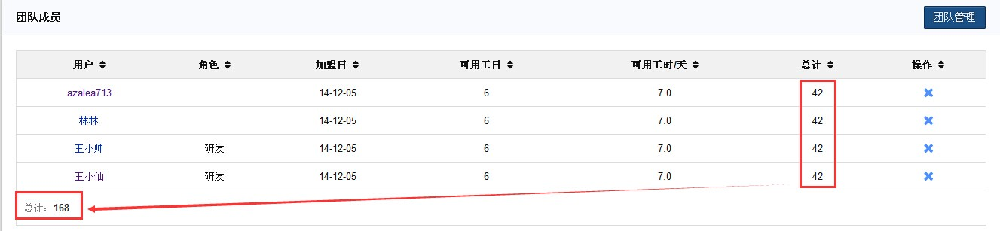 团队成员 团队管理
用户 角色 加盟日 可用工日 可用工时/天 总计 操作
azalea713 14-12-05 6 7.0 42
林林 14-12-05 6 7.0 42
王小帅 研发 14-12-05 6 7.0 42
王小仙 研发 14-12-05 6 7.0 42
总计：168